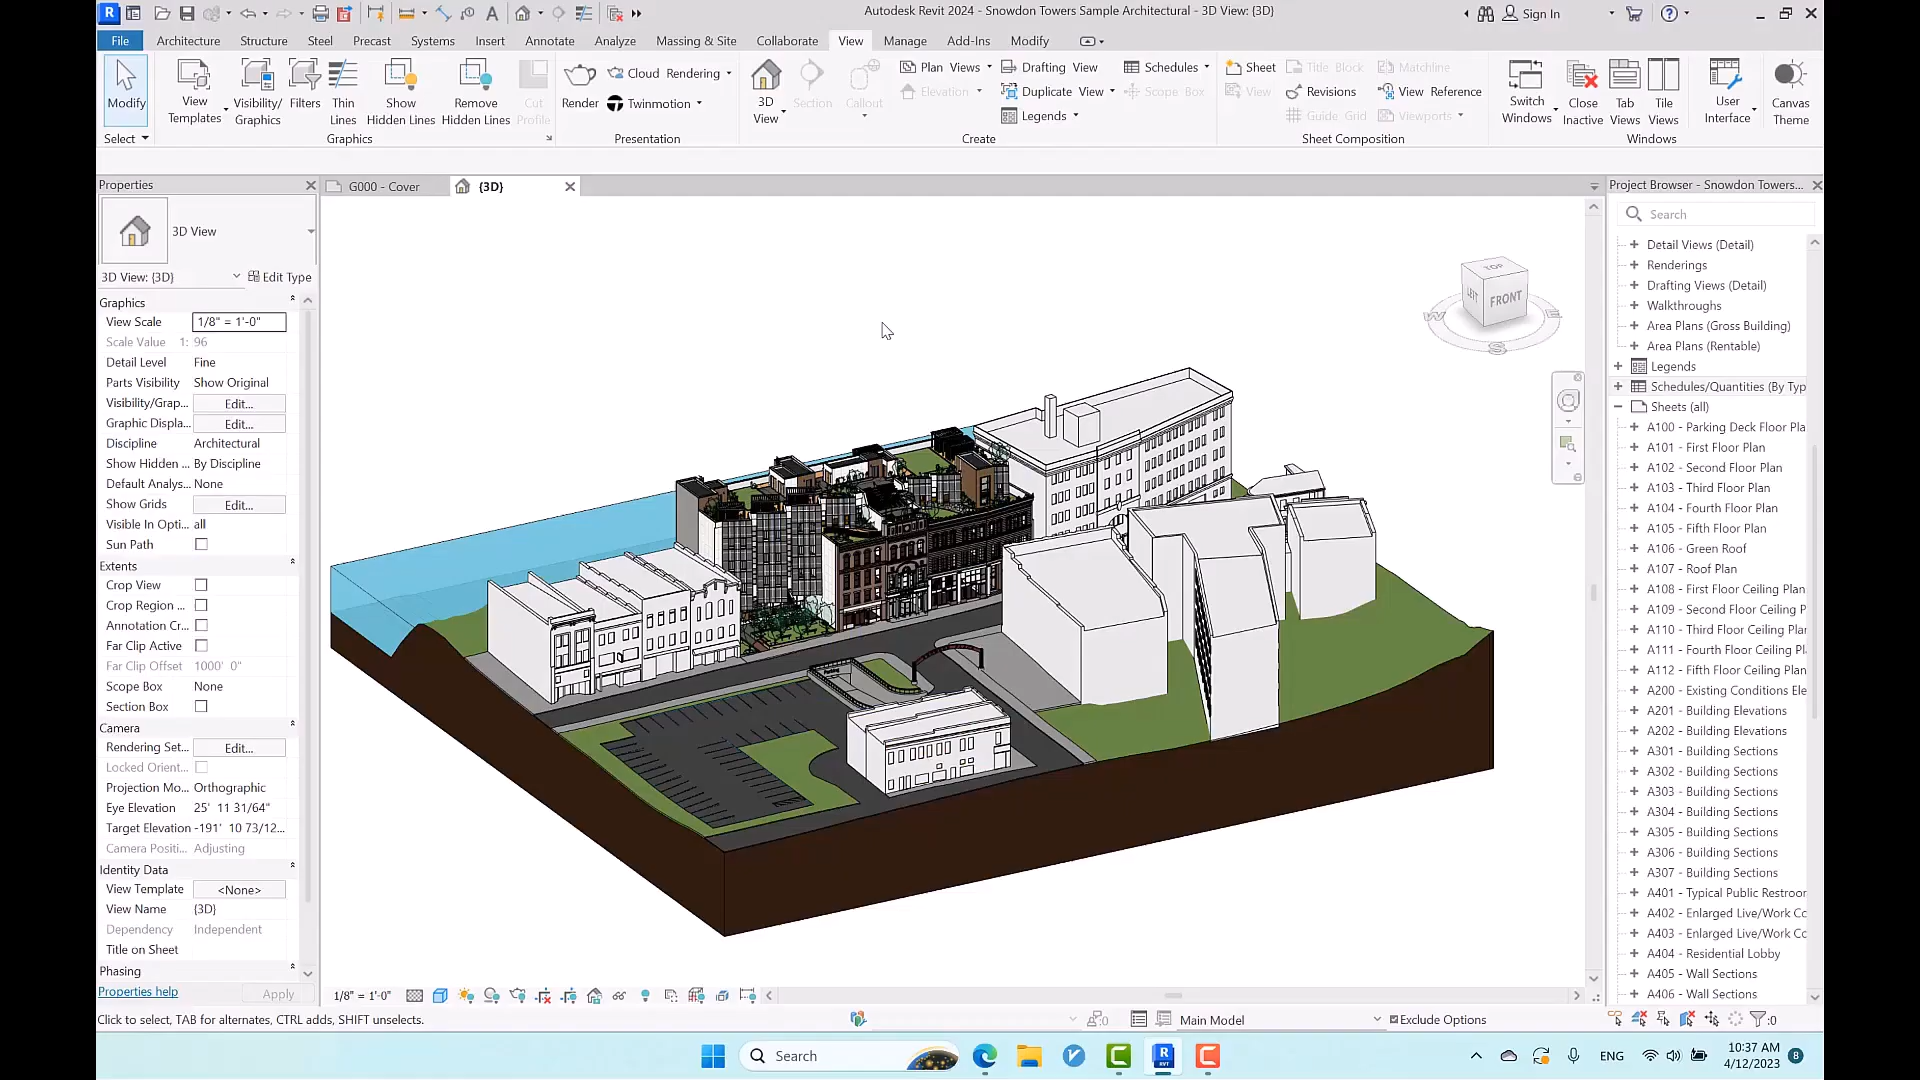 Autodesk Revit 2024 - Snowdon Towers Sample Architectural - 3D View: {3D}
Sign In
File Architecture Structure Steel Precast Systems Insert Annotate Analyze Massing & Site Collaborate View Manage Add-Ins Modify
Modify
View Templates
Visibility/ Graphics
Filters
Thin Lines
Show Hidden Lines
Remove Hidden Lines
Cut Profile
Render
Cloud Rendering
Twinmotion
3D View
Section
Callout
Plan Views
Elevation
Drafting View
Duplicate View
Legends
Schedules
Scope Box
Sheet
View
Title Block
Revisions
Guide Grid
Matchline
View Reference
Viewports
Switch Windows
Close Inactive
Tab Views
Tile Views
User Interface
Canvas Theme
Select
Graphics
Presentation
Create
Sheet Composition
Windows
Properties
G000 - Cover
{3D}
Project Browser - Snowdon Towers...
3D View
3D View: {3D}
Edit Type
Graphics
View Scale 1/8" = 1'-0"
Scale Value 1: 96
Detail Level Fine
Parts Visibility Show Original
Visibility/Grap... Edit...
Graphic Displa... Edit...
Discipline Architectural
Show Hidden ... By Discipline
Default Analys... None
Show Grids Edit...
Visible In Opti... all
Sun Path
Extents
Crop View
Crop Region ...
Annotation Cr...
Far Clip Active
Far Clip Offset 1000' 0"
Scope Box None
Section Box
Camera
Rendering Set... Edit...
Locked Orient...
Projection Mo... Orthographic
Eye Elevation 25' 11 31/64"
Target Elevation -191' 10 73/12...
Camera Positi... Adjusting
Identity Data
View Template <None>
View Name {3D}
Dependency Independent
Title on Sheet
Phasing
Properties help
Apply
TOP
FRONT
W
E
S
Search
Detail Views (Detail)
Renderings
Drafting Views (Detail)
Walkthroughs
Area Plans (Gross Building)
Area Plans (Rentable)
Legends
Schedules/Quantities (By Typ
Sheets (all)
A100 - Parking Deck Floor Pla
A101 - First Floor Plan
A102 - Second Floor Plan
A103 - Third Floor Plan
A104 - Fourth Floor Plan
A105 - Fifth Floor Plan
A106 - Green Roof
A107 - Roof Plan
A108 - First Floor Ceiling Plan
A109 - Second Floor Ceiling P
A110 - Third Floor Ceiling Plar
A111 - Fourth Floor Ceiling Pl
A112 - Fifth Floor Ceiling Plan
A200 - Existing Conditions Ele
A201 - Building Elevations
A202 - Building Elevations
A301 - Building Sections
A302 - Building Sections
A303 - Building Sections
A304 - Building Sections
A305 - Building Sections
A306 - Building Sections
A307 - Building Sections
A401 - Typical Public Restroor
A402 - Enlarged Live/Work Cc
A403 - Enlarged Live/Work Cc
A404 - Residential Lobby
A405 - Wall Sections
A406 - Wall Sections
1/8" = 1'-0"
Click to select, TAB for alternates, CTRL adds, SHIFT unselects.
:0
Main Model
Exclude Options
:0
Search
ENG
10:37 AM
4/12/2023
8